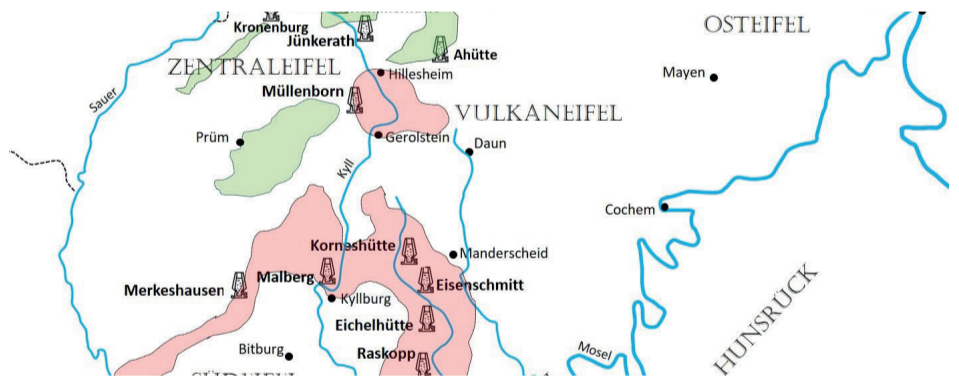 Kronenburg
OSTEIFEL
Jünkerath
Ahütte
ZENTRALEIFEL
Hillesheim
Mayen
Sauer
Müllenborn
VULKANEIFEL
Prüm
Gerolstein
Daun
Kyll
Cochem
Korneshütte
Manderscheid
Merkeshausen
Malberg
Eisenschmitt
Kyllburg
HUNSRÜCK
Eichelhütte
Bitburg
Raskopp
Mosel